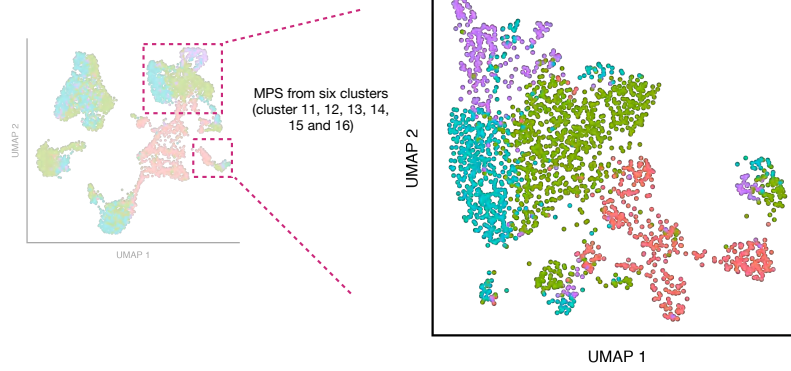 UMAP 2
UMAP 1
MPS from six clusters
(cluster 11, 12, 13, 14,
15 and 16)
UMAP 2
UMAP 1